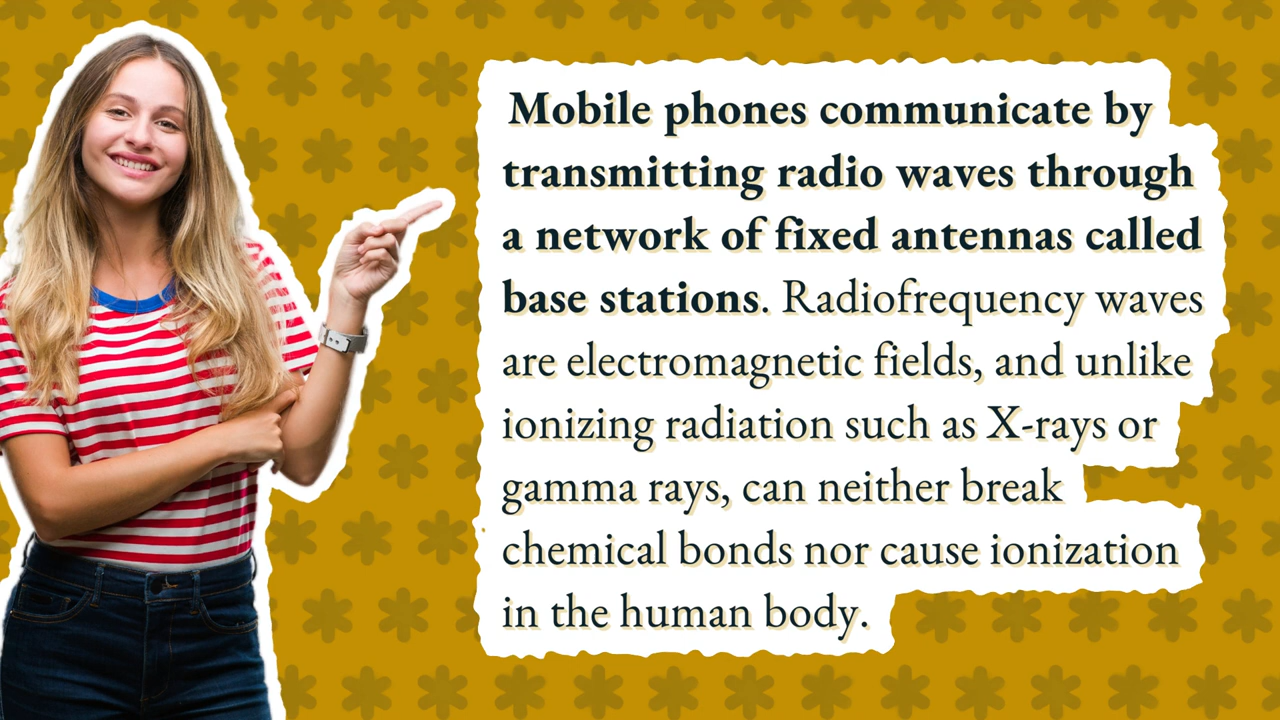 Mobile phones communicate by
transmitting radio waves through
a network of fixed antennas called
base stations. Radiofrequency waves
are electromagnetic fields, and unlike
ionizing radiation such as X-rays or
gamma rays, can neither break
chemical bonds nor cause ionization
in the human body.